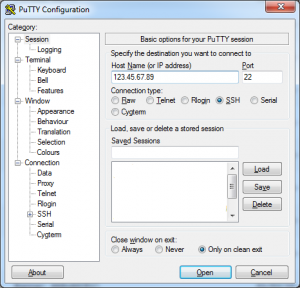 PuTTY Configuration
Category:
Session
Logging
Terminal
Keyboard
Bell
Features
Window
Appearance
Behaviour
Translation
Selection
Colours
Connection
Data
Proxy
Telnet
Rlogin
SSH
Serial
Cygterm
Basic options for your PuTTY session
Specify the destination you want to connect to
Host Name (or IP address) Port
123.45.67.89 22
Connection type:
Raw Telnet Rlogin SSH Serial
Cygterm
Load, save or delete a stored session
Saved Sessions
Load
Save
Delete
Close window on exit:
Always Never Only on clean exit
About Open Cancel